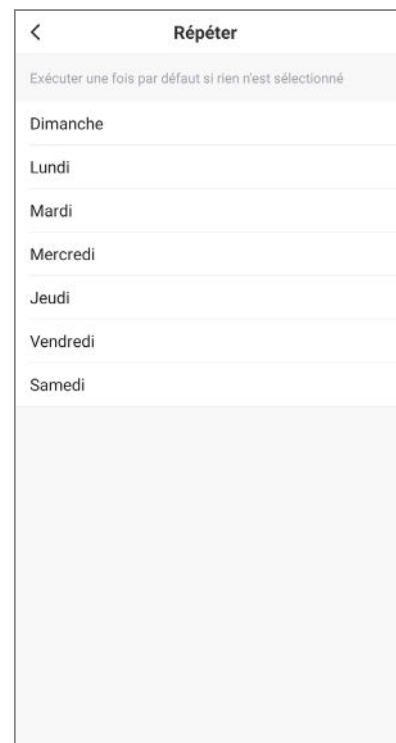 Répéter
Exécuter une fois par défaut si rien n'est sélectionné
Dimanche
Lundi
Mardi
Mercredi
Jeudi
Vendredi
Samedi